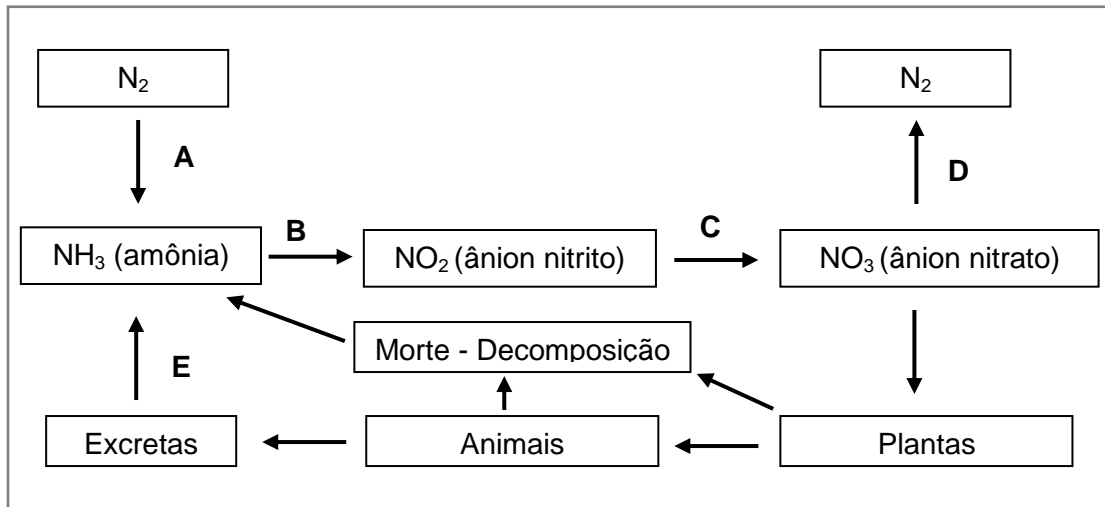 N₂
N₂
A
D
B
C
NH₃ (amônia)
NO₂ (ânion nitrito)
NO₃ (ânion nitrato)
Morte - Decomposição
E
Excretas
Animais
Plantas